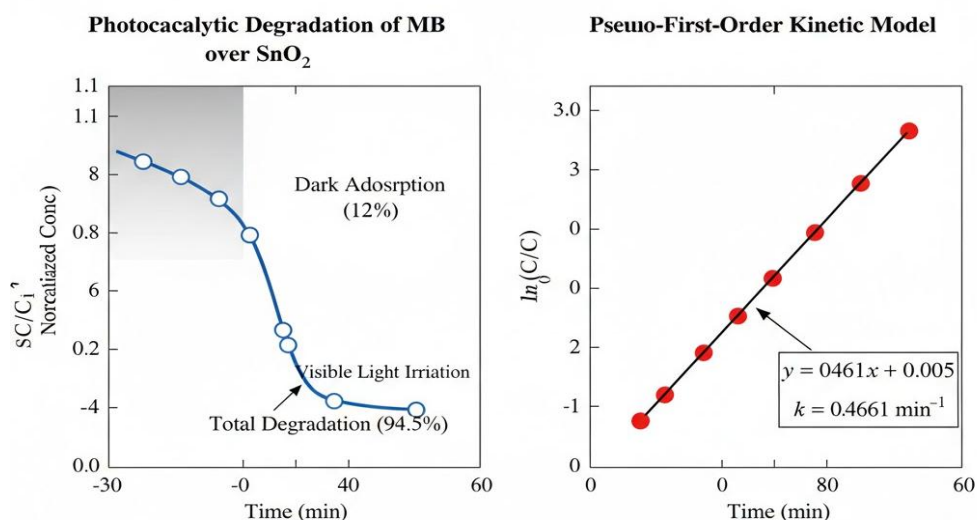 Photocacalytic Degradation of MB
over SnO₂
1.1
1.1
8
0.8
6
0.2
-4
0.0
SC/C₁⁻¹
Norcatiazed Conc)
Dark Adosrption
(12%)
Visible Light Irriation
Total Degradation (94.5%)
-30
-0
40
60
Time (min)
Pseuıo-First-Order Kinetic Model
3.0
3
0
0
2
-1
0
ln₀(C/C)
y = 0461x + 0.005
k = 0.4661 min⁻¹
0
0
80
60
Time (min)